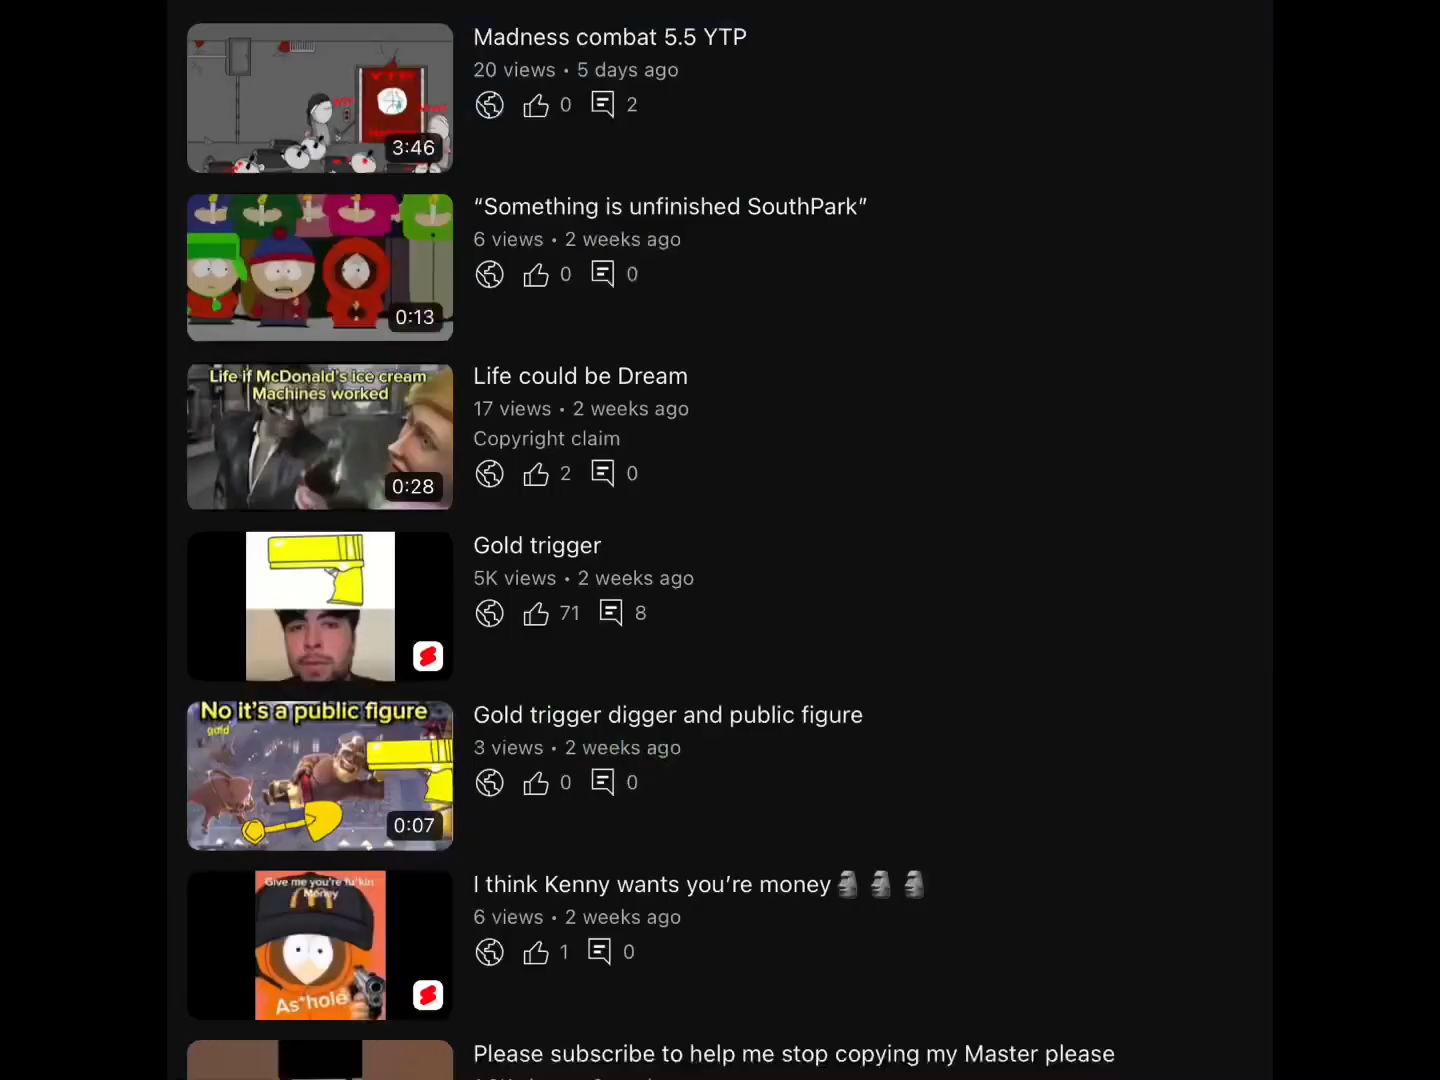 Madness combat 5.5 YTP
20 views • 5 days ago
0 2
YTP
3:46
“Something is unfinished SouthPark”
6 views • 2 weeks ago
0 0
0:13
Life if McDonald's ice cream
Machines worked
Life could be Dream
17 views • 2 weeks ago
Copyright claim
2 0
0:28
Gold trigger
5K views • 2 weeks ago
71 8
No it's a public figure
gold
Gold trigger digger and public figure
3 views • 2 weeks ago
0 0
0:07
Give me you're fu*kin
Money
I think Kenny wants you’re money🗿🗿🗿
6 views • 2 weeks ago
1 0
As*hole
Please subscribe to help me stop copying my Master please